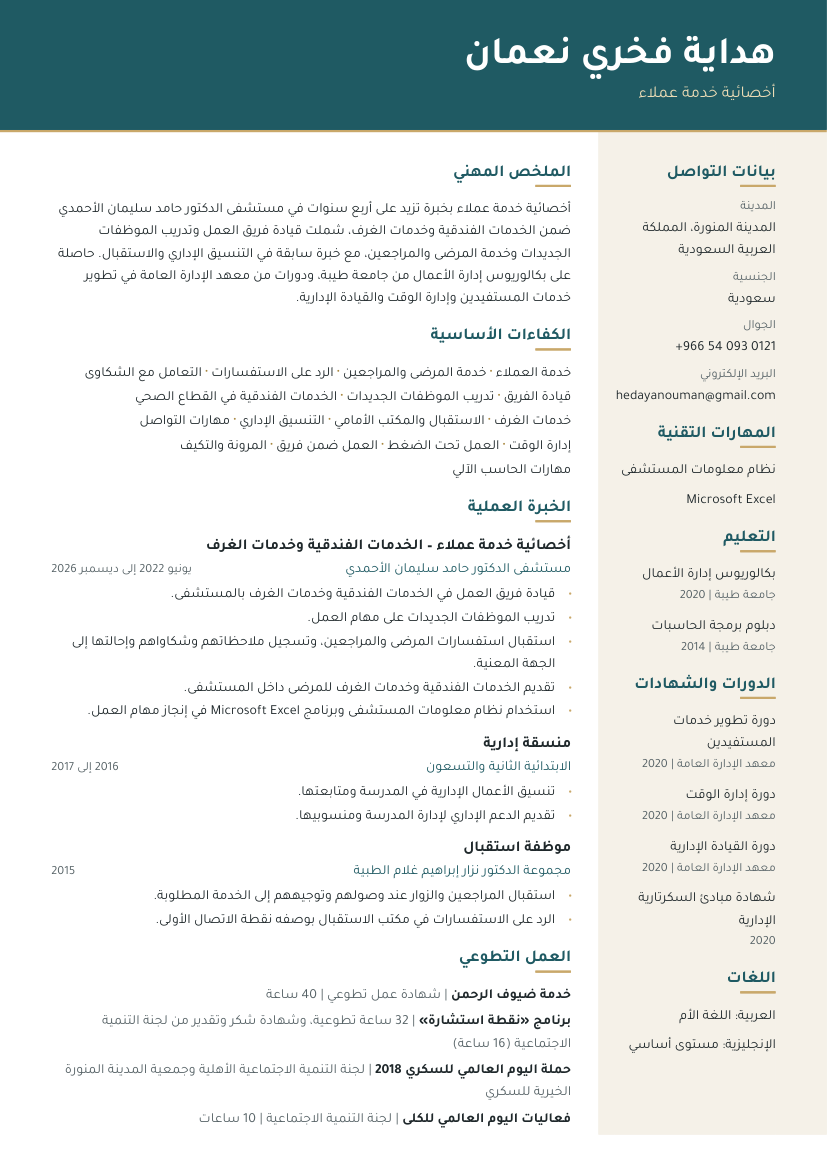 هداية فخري نعمان
أخصائية خدمة عملاء
بيانات التواصل
المدينة
المدينة المنورة، المملكة
العربية السعودية
الجنسية
سعودية
الجوال
+966 54 093 0121
البريد الإلكتروني
hedayanouman@gmail.com
المهارات التقنية
نظام معلومات المستشفى
Microsoft Excel
التعليم
بكالوريوس إدارة الأعمال
جامعة طيبة | 2020
دبلوم برمجة الحاسبات
جامعة طيبة | 2014
الدورات والشهادات
دورة تطوير خدمات
المستفيدين
معهد الإدارة العامة | 2020
دورة إدارة الوقت
معهد الإدارة العامة | 2020
دورة القيادة الإدارية
معهد الإدارة العامة | 2020
شهادة مبادئ السكرتارية
الإدارية
2020
اللغات
العربية: اللغة الأم
الإنجليزية: مستوى أساسي
الملخص المهني
أخصائية خدمة عملاء بخبرة تزيد على أربع سنوات في مستشفى الدكتور حامد سليمان الأحمدي
ضمن الخدمات الفندقية وخدمات الغرف، شملت قيادة فريق العمل وتدريب الموظفات
الجديدات وخدمة المرضى والمراجعين، مع خبرة سابقة في التنسيق الإداري والاستقبال. حاصلة
على بكالوريوس إدارة الأعمال من جامعة طيبة، ودورات من معهد الإدارة العامة في تطوير
خدمات المستفيدين وإدارة الوقت والقيادة الإدارية.
الكفاءات الأساسية
خدمة العملاء · خدمة المرضى والمراجعين · الرد على الاستفسارات · التعامل مع الشكاوى
قيادة الفريق · تدريب الموظفات الجديدات · الخدمات الفندقية في القطاع الصحي
خدمات الغرف · الاستقبال والمكتب الأمامي · التنسيق الإداري · مهارات التواصل
إدارة الوقت · العمل تحت الضغط · العمل ضمن فريق · المرونة والتكيف
مهارات الحاسب الآلي
الخبرة العملية
أخصائية خدمة عملاء – الخدمات الفندقية وخدمات الغرف
مستشفى الدكتور حامد سليمان الأحمدي يونيو 2022 إلى ديسمبر 2026
· قيادة فريق العمل في الخدمات الفندقية وخدمات الغرف بالمستشفى.
· تدريب الموظفات الجديدات على مهام العمل.
· استقبال استفسارات المرضى والمراجعين، وتسجيل ملاحظاتهم وشكاواهم وإحالتها إلى
الجهة المعنية.
· تقديم الخدمات الفندقية وخدمات الغرف للمرضى داخل المستشفى.
· استخدام نظام معلومات المستشفى وبرنامج Microsoft Excel في إنجاز مهام العمل.
منسقة إدارية
الابتدائية الثانية والتسعون 2016 إلى 2017
· تنسيق الأعمال الإدارية في المدرسة ومتابعتها.
· تقديم الدعم الإداري لإدارة المدرسة ومنسوبيها.
موظفة استقبال
مجموعة الدكتور نزار إبراهيم غلام الطبية 2015
· استقبال المراجعين والزوار عند وصولهم وتوجيههم إلى الخدمة المطلوبة.
· الرد على الاستفسارات في مكتب الاستقبال بوصفه نقطة الاتصال الأولى.
العمل التطوعي
خدمة ضيوف الرحمن | شهادة عمل تطوعي | 40 ساعة
برنامج «نقطة استشارة» | 32 ساعة تطوعية، وشهادة شكر وتقدير من لجنة التنمية
الاجتماعية (16 ساعة)
حملة اليوم العالمي للسكري 2018 | لجنة التنمية الاجتماعية الأهلية وجمعية المدينة المنورة
الخيرية للسكري
فعاليات اليوم العالمي للكلى | لجنة التنمية الاجتماعية | 10 ساعات